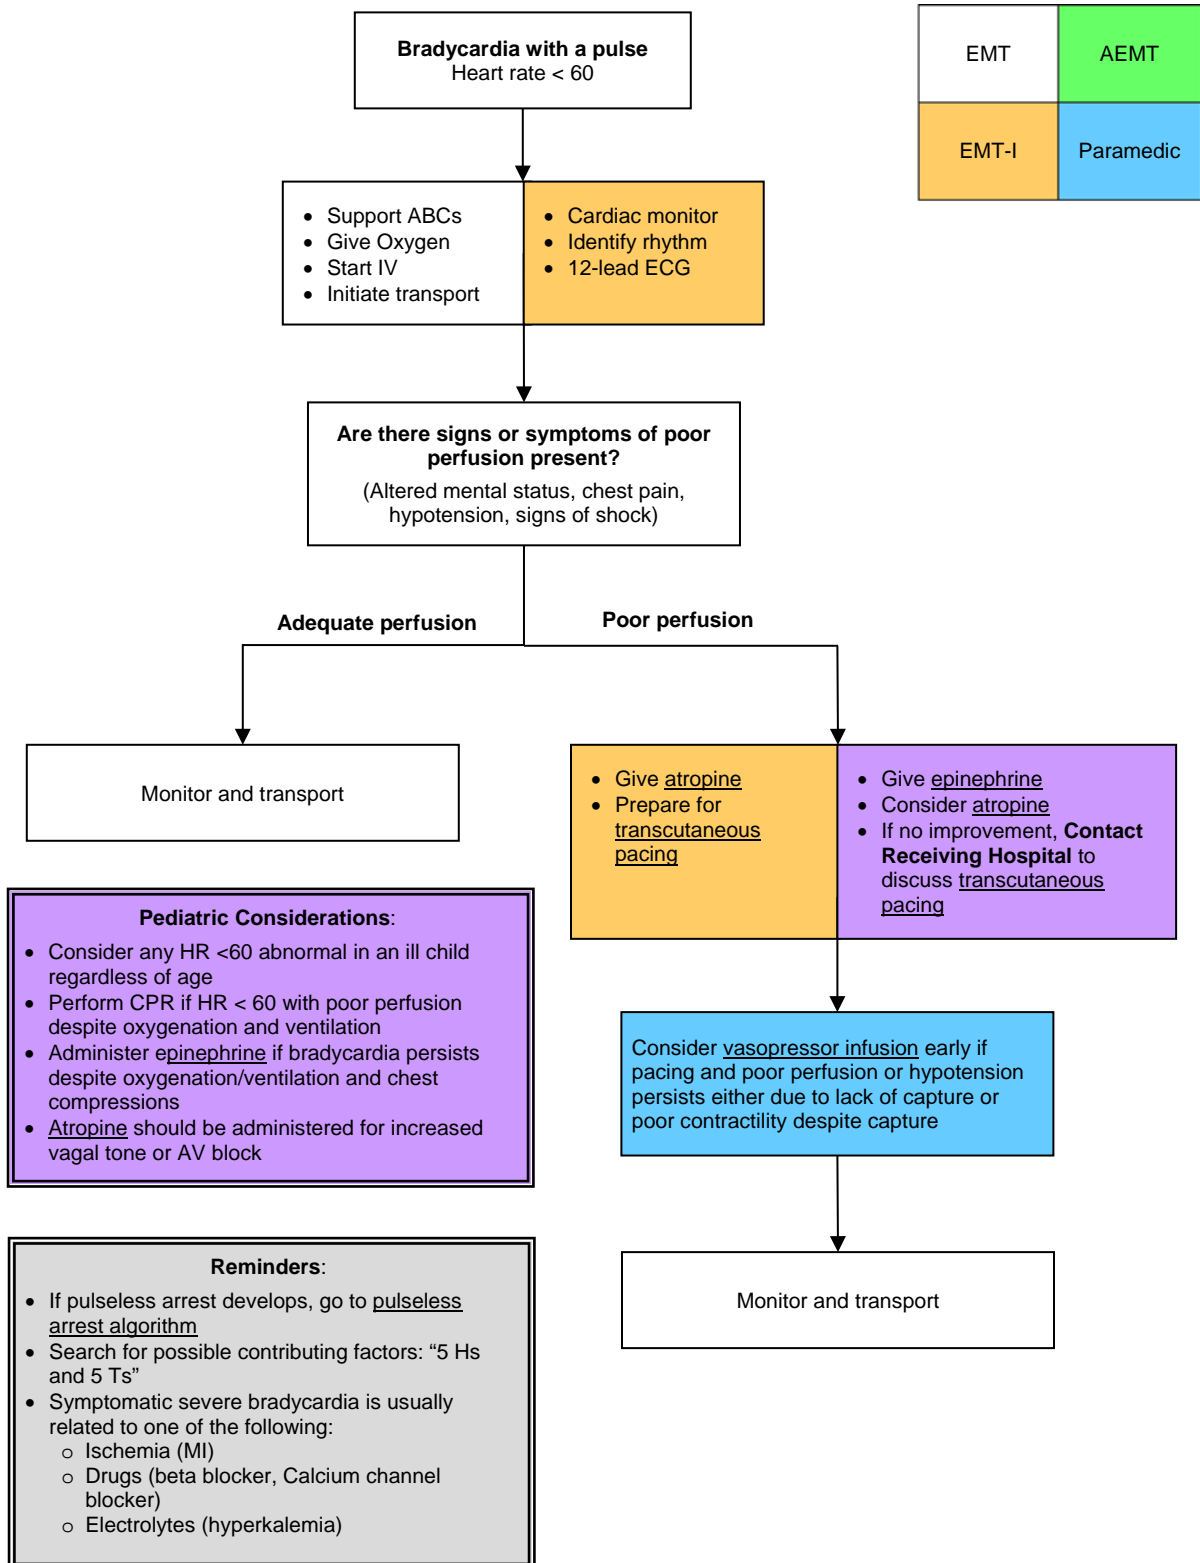 Bradycardia with a pulse
Heart rate < 60
EMT
AEMT
EMT-I
Paramedic
• Support ABCs
• Give Oxygen
• Start IV
• Initiate transport
• Cardiac monitor
• Identify rhythm
• 12-lead ECG
Are there signs or symptoms of poor
perfusion present?
(Altered mental status, chest pain,
hypotension, signs of shock)
Adequate perfusion
Poor perfusion
Monitor and transport
• Give atropine
• Prepare for
transcutaneous
pacing
• Give epinephrine
• Consider atropine
• If no improvement, Contact
Receiving Hospital to
discuss transcutaneous
pacing
Pediatric Considerations:
• Consider any HR <60 abnormal in an ill child
regardless of age
• Perform CPR if HR < 60 with poor perfusion
despite oxygenation and ventilation
• Administer epinephrine if bradycardia persists
despite oxygenation/ventilation and chest
compressions
• Atropine should be administered for increased
vagal tone or AV block
Consider vasopressor infusion early if
pacing and poor perfusion or hypotension
persists either due to lack of capture or
poor contractility despite capture
Monitor and transport
Reminders:
• If pulseless arrest develops, go to pulseless
arrest algorithm
• Search for possible contributing factors: “5 Hs
and 5 Ts”
• Symptomatic severe bradycardia is usually
related to one of the following:
o Ischemia (MI)
o Drugs (beta blocker, Calcium channel
blocker)
o Electrolytes (hyperkalemia)